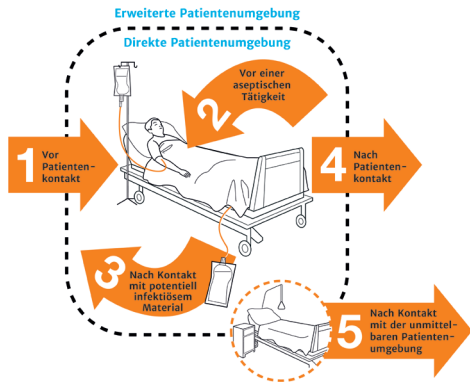 Erweiterte Patientenumgebung
Direkte Patientenumgebung
1
Vor
Patienten-
kontakt
2
Vor einer
aseptischen
Tätigkeit
3
Nach Kontakt
mit potentiell
infektiösem
Material
4
Nach
Patienten-
kontakt
5
Nach Kontakt
mit der unmittel-
baren Patienten-
umgebung